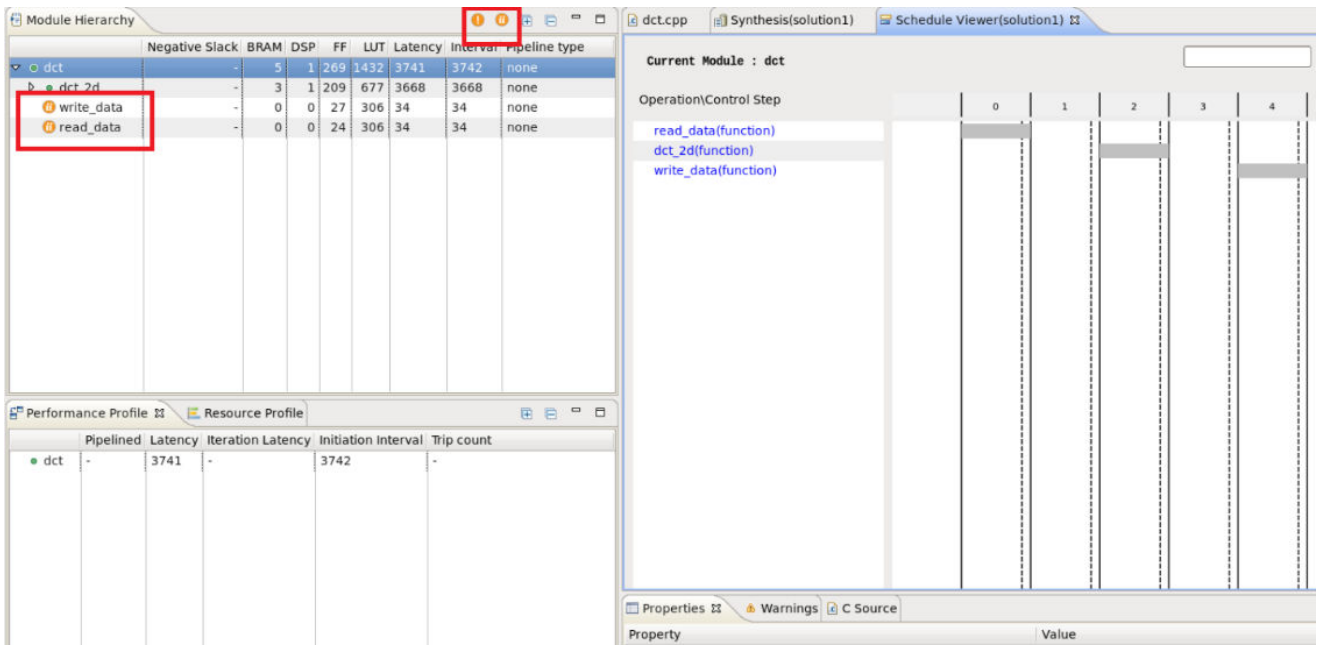 Module Hierarchy
Negative Slack BRAM DSP FF LUT Latency Interval Pipeline type
dct - 5 1 269 1432 3741 3742 none
dct_2d - 3 1 209 677 3668 3668 none
write_data - 0 0 27 306 34 34 none
read_data - 0 0 24 306 34 34 none
Performance Profile Resource Profile
Pipelined Latency Iteration Latency Initiation Interval Trip count
dct - 3741 - 3742 -
dct.cpp Synthesis(solution1) Schedule Viewer(solution1)
Current Module : dct
Operation\Control Step 0 1 2 3 4
read_data(function)
dct_2d(function)
write_data(function)
Properties Warnings C Source
Property Value